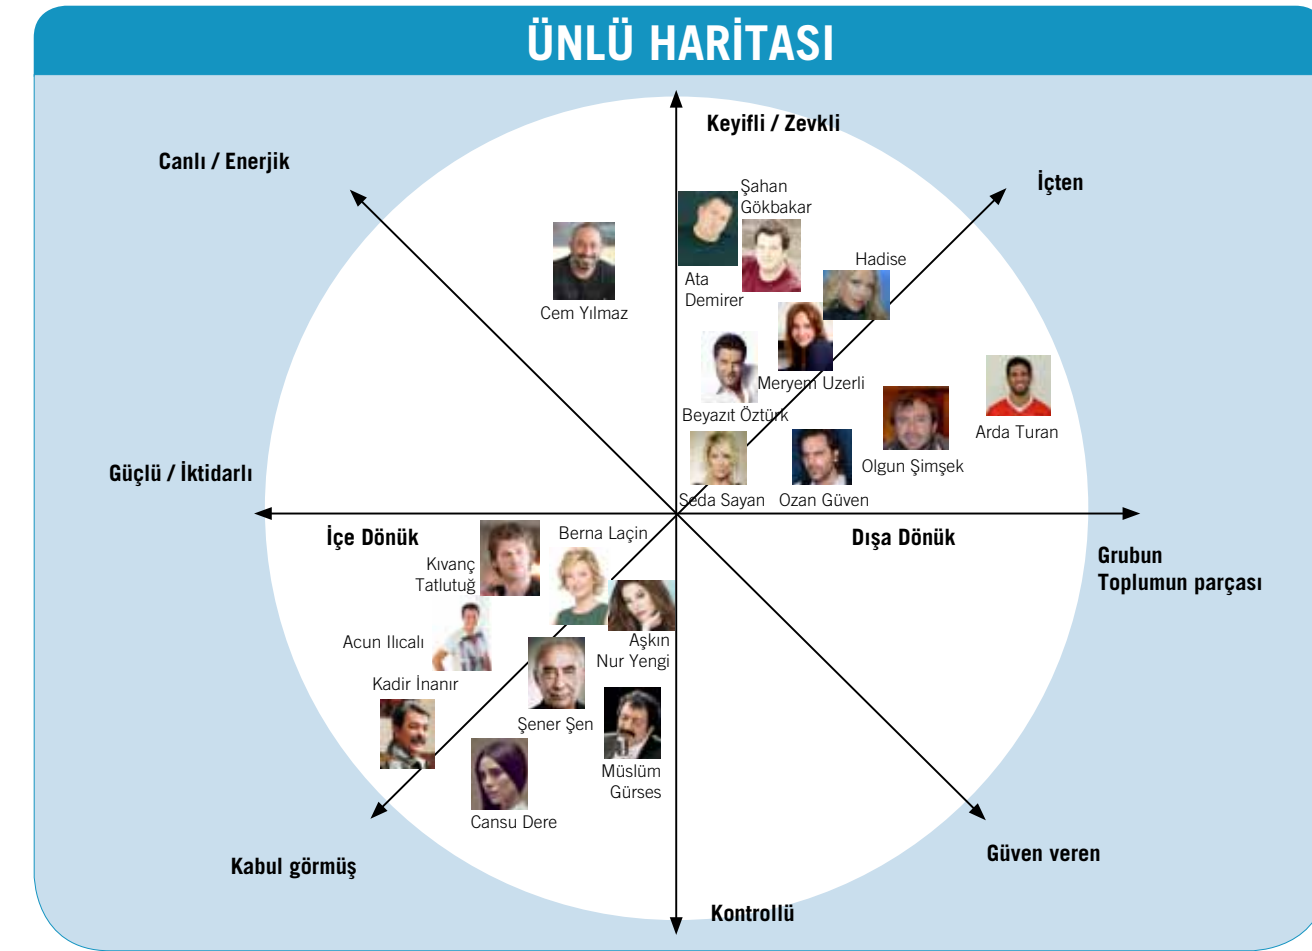 ÜNLÜ HARİTASI
Keyifli / Zevkli
Canlı / Enerjik
İçten
Şahan
Gökbakar
Hadise
Ata
Demirer
Cem Yılmaz
Meryem Uzerli
Beyazıt Öztürk
Arda Turan
Olgun Şimşek
Güçlü / İktidarlı
Seda Sayan
Ozan Güven
İçe Dönük
Berna Laçin
Dışa Dönük
Grubun
Toplumun parçası
Kıvanç
Tatlutuğ
Acun Ilıcalı
Aşkın
Nur Yengi
Kadir İnanır
Şener Şen
Müslüm
Gürses
Cansu Dere
Kabul görmüş
Güven veren
Kontrollü